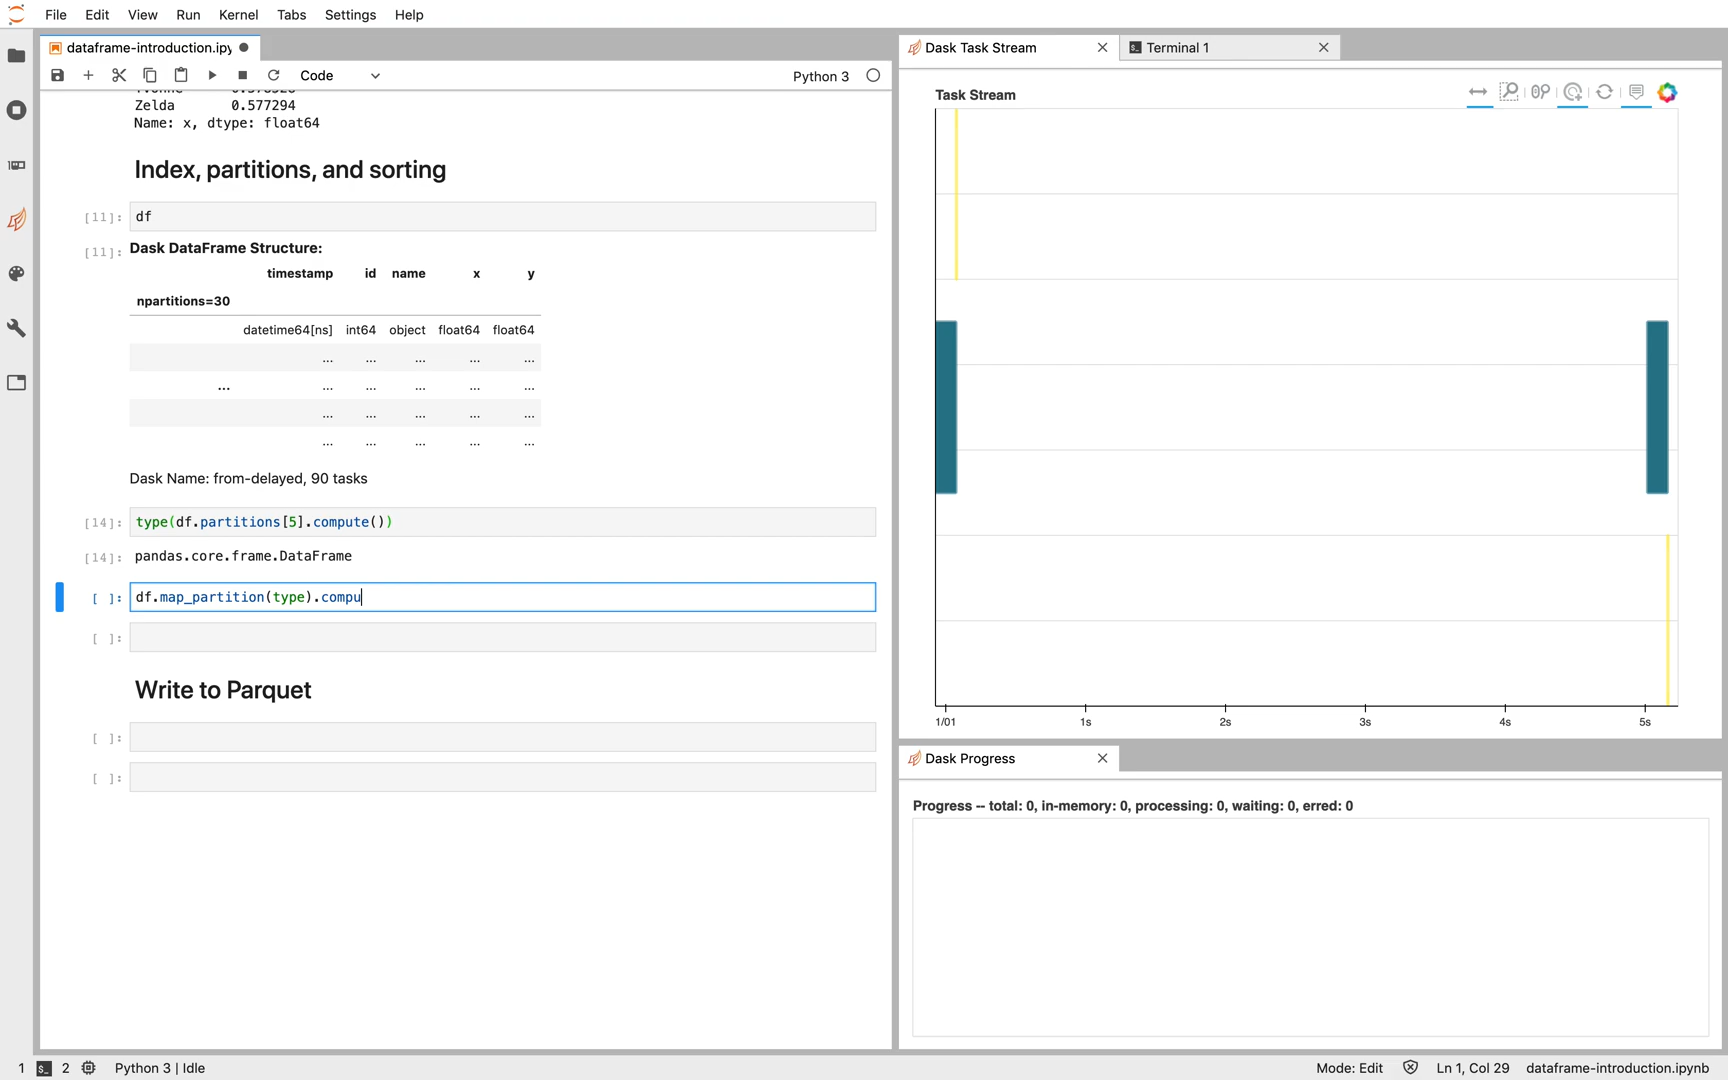 File Edit View Run Kernel Tabs Settings Help
dataframe-introduction.ipy
Code
Python 3
Zelda 0.577294
Name: x, dtype: float64
Index, partitions, and sorting
[11]: df
[11]: Dask DataFrame Structure:
timestamp id name x y
npartitions=30
datetime64[ns] int64 object float64 float64
... ... ... ... ...
... ... ... ... ... ...
... ... ... ... ...
... ... ... ... ...
Dask Name: from-delayed, 90 tasks
[14]: type(df.partitions[5].compute())
[14]: pandas.core.frame.DataFrame
[ ]: df.map_partition(type).compu
[ ]:
Write to Parquet
[ ]:
[ ]:
Dask Task Stream
Terminal 1
Task Stream
1/01 1s 2s 3s 4s 5s
Dask Progress
Progress -- total: 0, in-memory: 0, processing: 0, waiting: 0, erred: 0
1 2 Python 3 | Idle
Mode: Edit Ln 1, Col 29 dataframe-introduction.ipynb